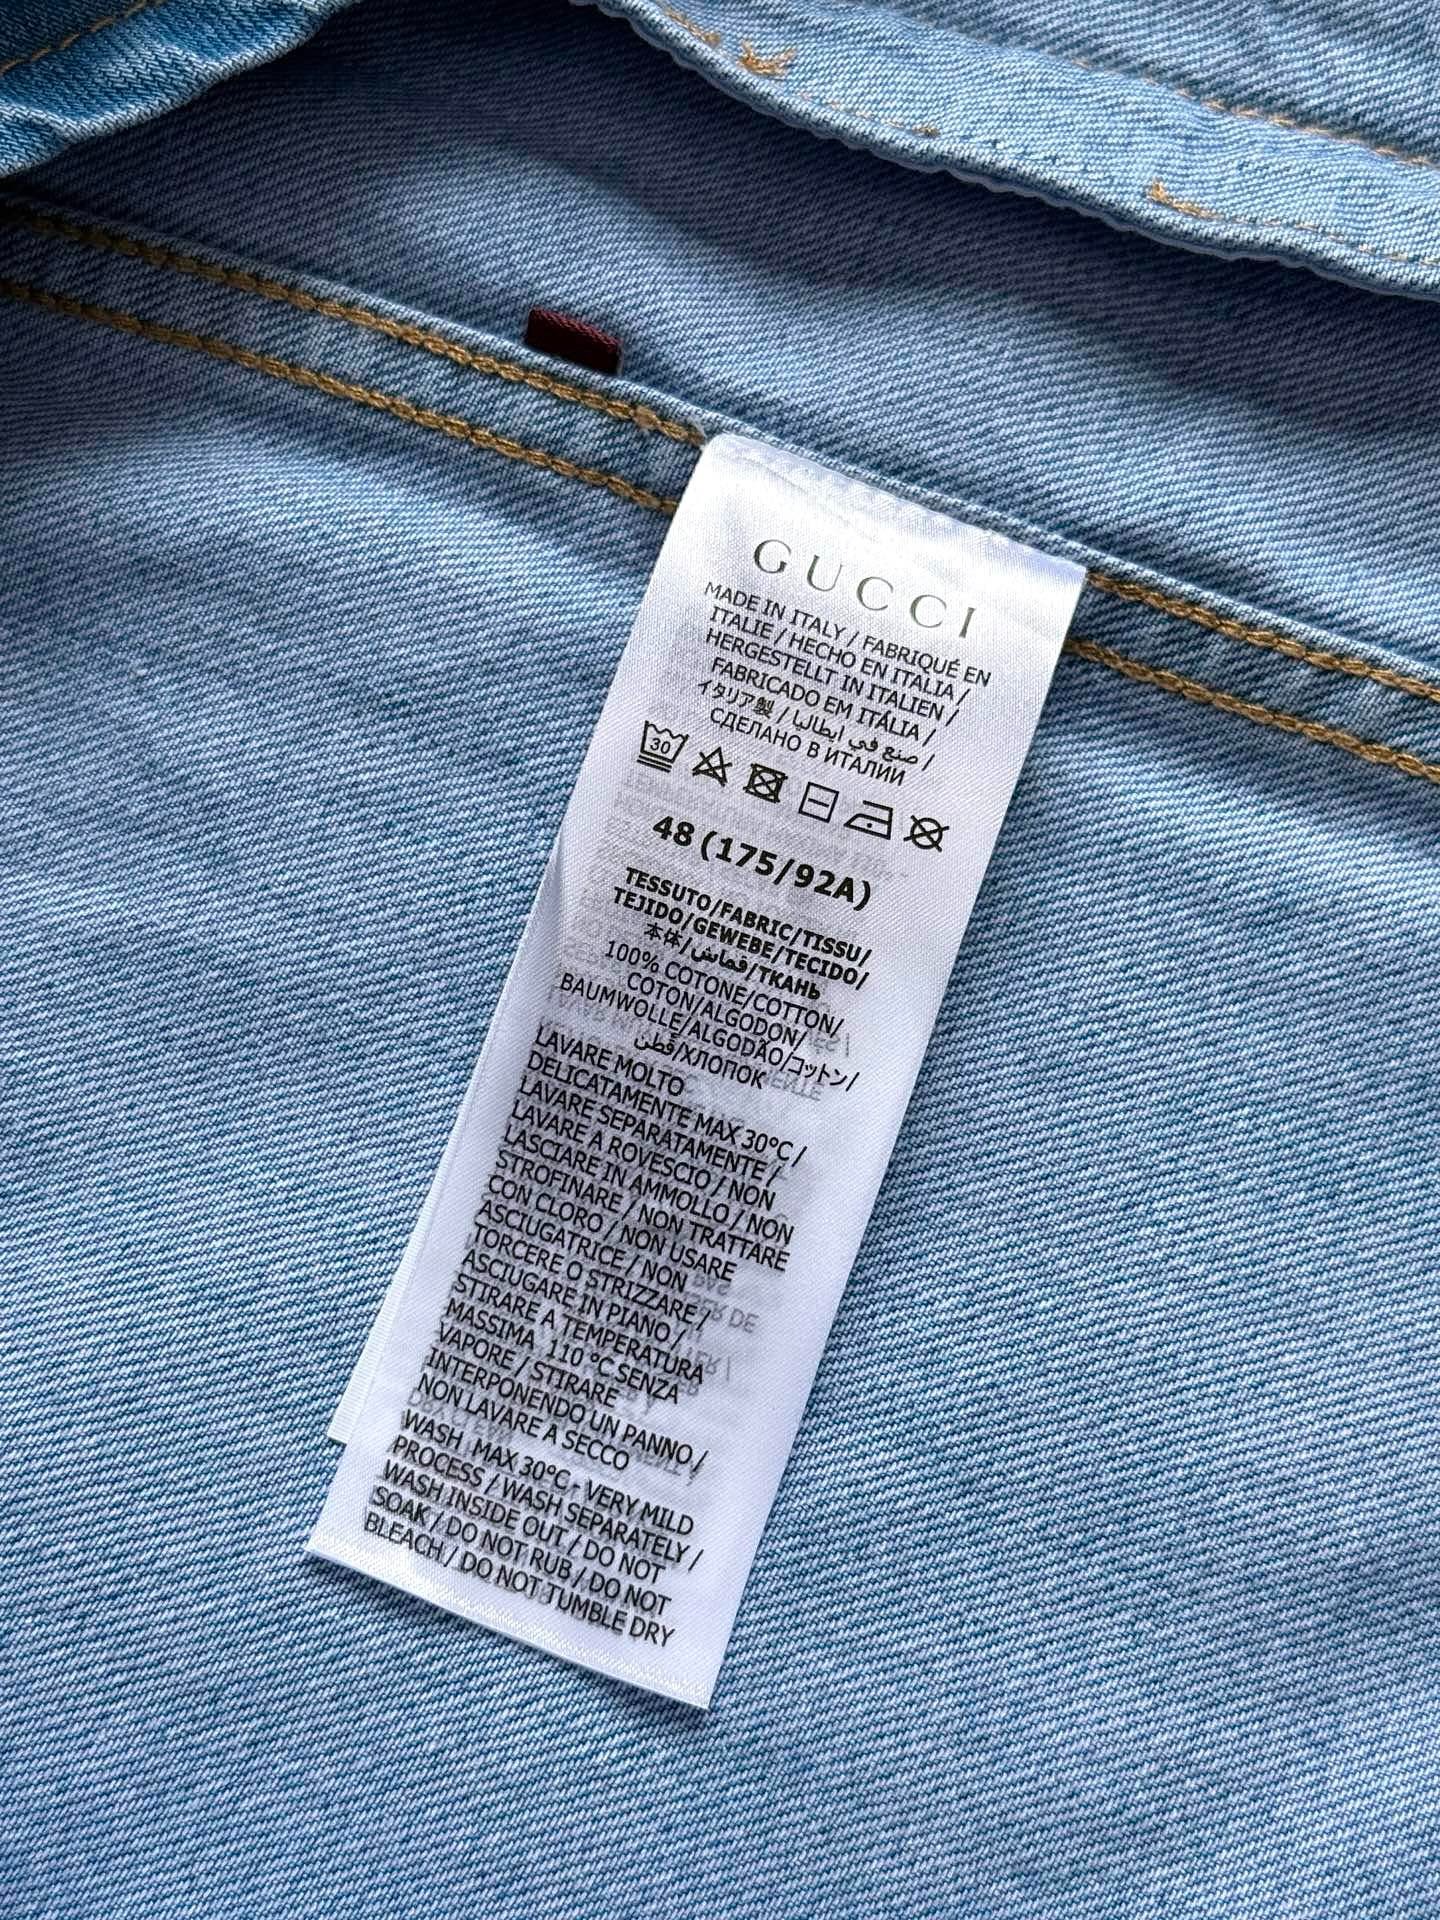 GUCCI
MADE IN ITALY / FABRIQUÉ EN
ITALIE / HECHO EN ITALIA /
HERGESTELLT IN ITALIEN /
FABRICADO EM ITÁLIA /
イタリア製 / صنع في ايطاليا /
СДЕЛАНО В ИТАЛИИ
30
48 (175/92A)
TESSUTO/FABRIC/TISSU/
TEJIDO/GEWEBE/TECIDO/
本体/قماش/ТКАНЬ
100% COTONE/COTTON/
COTON/ALGODON/
BAUMWOLLE/ALGODÃO/コットン/
قُطن/ХЛОПОК
LAVARE MOLTO
DELICATAMENTE MAX 30°C /
LAVARE SEPARATAMENTE /
LAVARE A ROVESCIO / NON
LASCIARE IN AMMOLLO / NON
STROFINARE / NON TRATTARE
CON CLORO / NON USARE
ASCIUGATRICE / NON
TORCERE O STRIZZARE /
ASCIUGARE IN PIANO /
STIRARE A TEMPERATURA
MASSIMA 110 °C SENZA
VAPORE / STIRARE
INTERPONENDO UN PANNO /
NON LAVARE A SECCO
WASH MAX 30°C - VERY MILD
PROCESS / WASH SEPARATELY /
WASH INSIDE OUT / DO NOT
SOAK / DO NOT RUB / DO NOT
BLEACH / DO NOT TUMBLE DRY